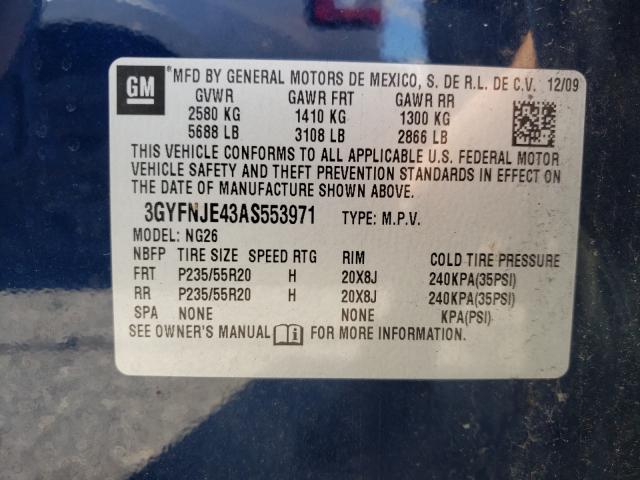 GM ® MFD BY GENERAL MOTORS DE MEXICO, S. DE R.L. DE C.V. 12/09
GVWR GAWR FRT GAWR RR
2580 KG 1410 KG 1300 KG
5688 LB 3108 LB 2866 LB
THIS VEHICLE CONFORMS TO ALL APPLICABLE U.S. FEDERAL MOTOR
VEHICLE SAFETY AND THEFT PREVENTION STANDARDS IN EFFECT ON
THE DATE OF MANUFACTURE SHOWN ABOVE.
3GYFNJE43AS553971 TYPE: M.P.V.
MODEL: NG26
NBFP TIRE SIZE SPEED RTG RIM COLD TIRE PRESSURE
FRT P235/55R20 H 20X8J 240KPA(35PSI)
RR P235/55R20 H 20X8J 240KPA(35PSI)
SPA NONE NONE KPA(PSI)
SEE OWNER'S MANUAL FOR MORE INFORMATION.